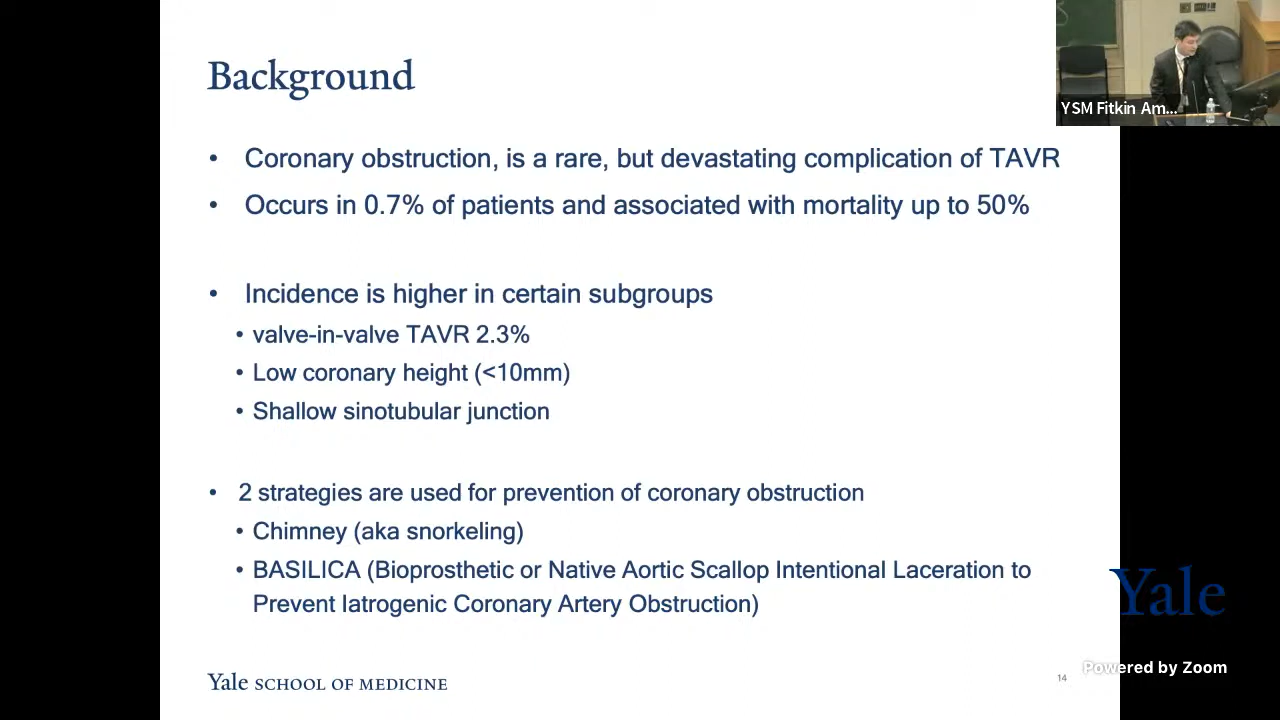 Background
YSM Fitkin Am...
• Coronary obstruction, is a rare, but devastating complication of TAVR
• Occurs in 0.7% of patients and associated with mortality up to 50%
• Incidence is higher in certain subgroups
• valve-in-valve TAVR 2.3%
• Low coronary height (<10mm)
• Shallow sinotubular junction
• 2 strategies are used for prevention of coronary obstruction
• Chimney (aka snorkeling)
• BASILICA (Bioprosthetic or Native Aortic Scallop Intentional Laceration to
Prevent Iatrogenic Coronary Artery Obstruction)
Yale
Yale SCHOOL OF MEDICINE
14
Powered by Zoom